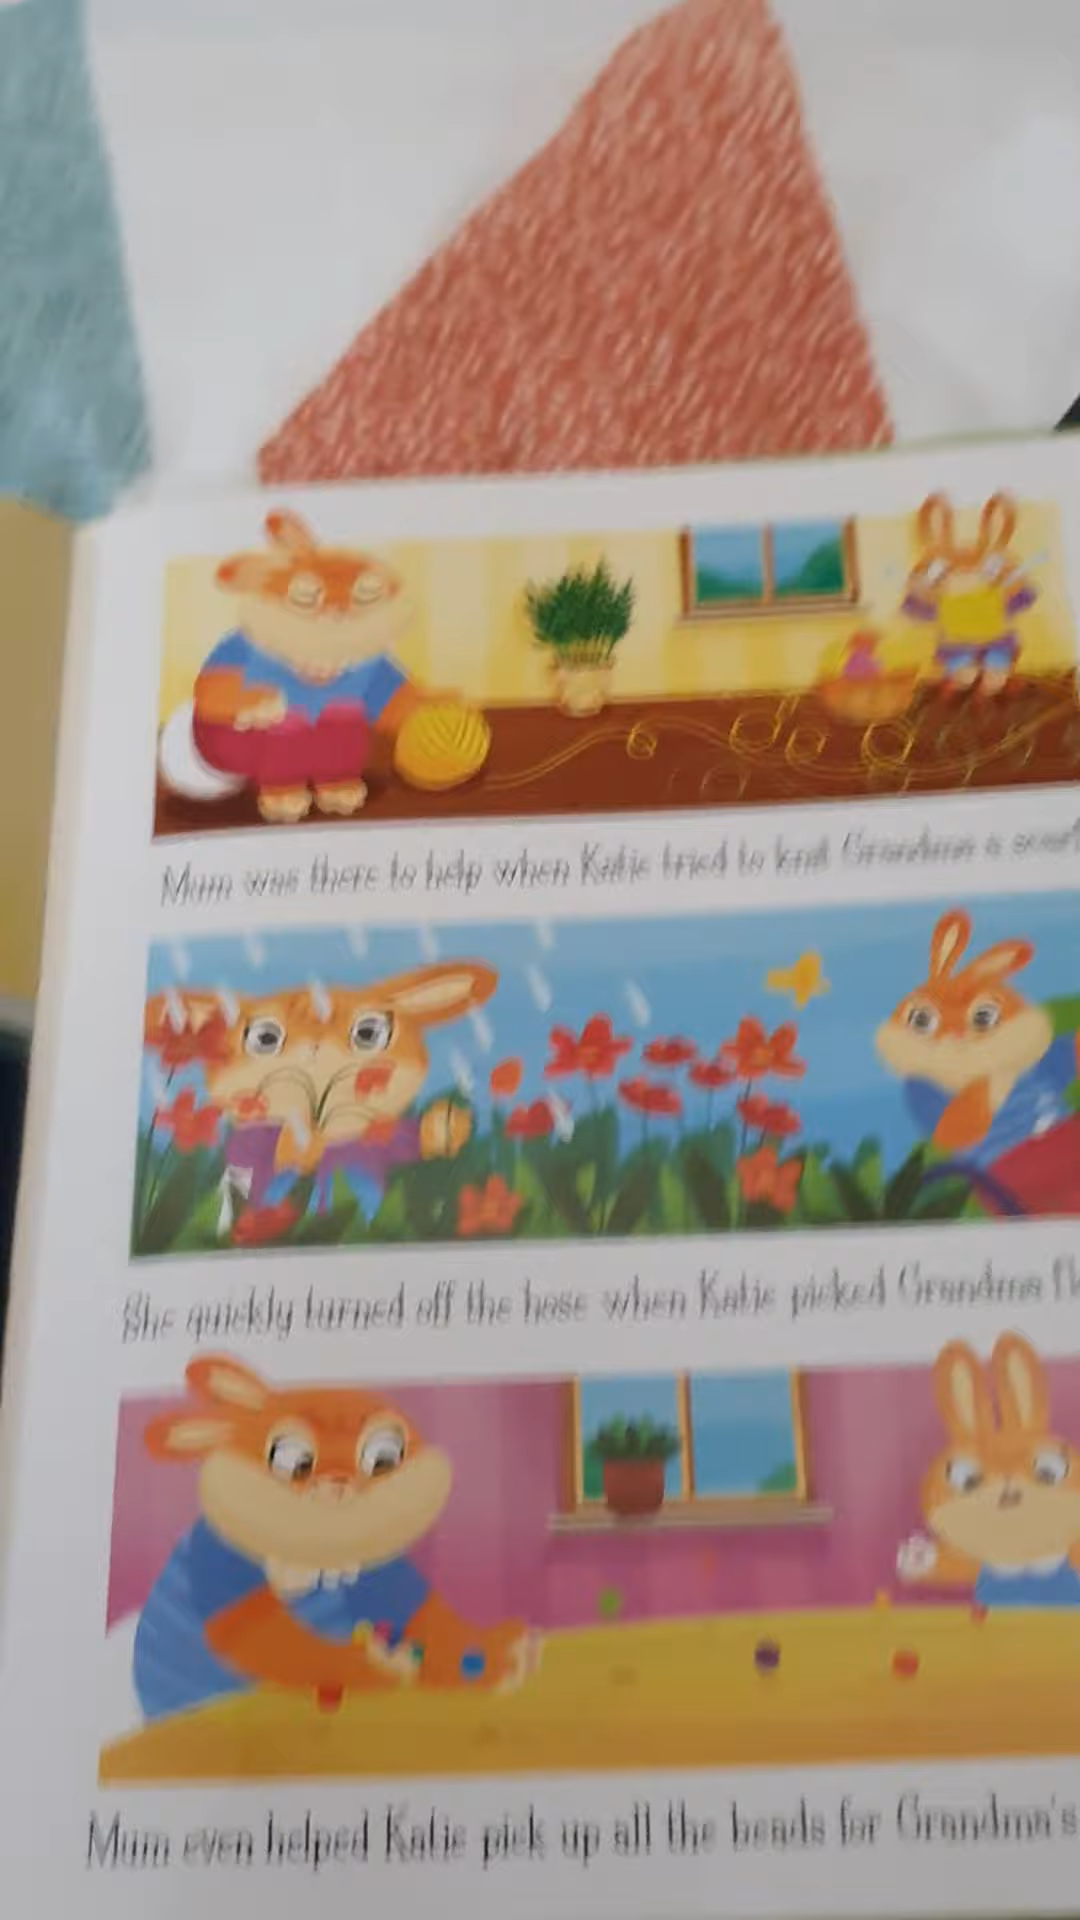 Mum was there to help when Katie tried to knit Grandma a scarf
She quickly turned off the hose when Katie picked Grandma
Mum even helped Katie pick up all the beads for Grandma's